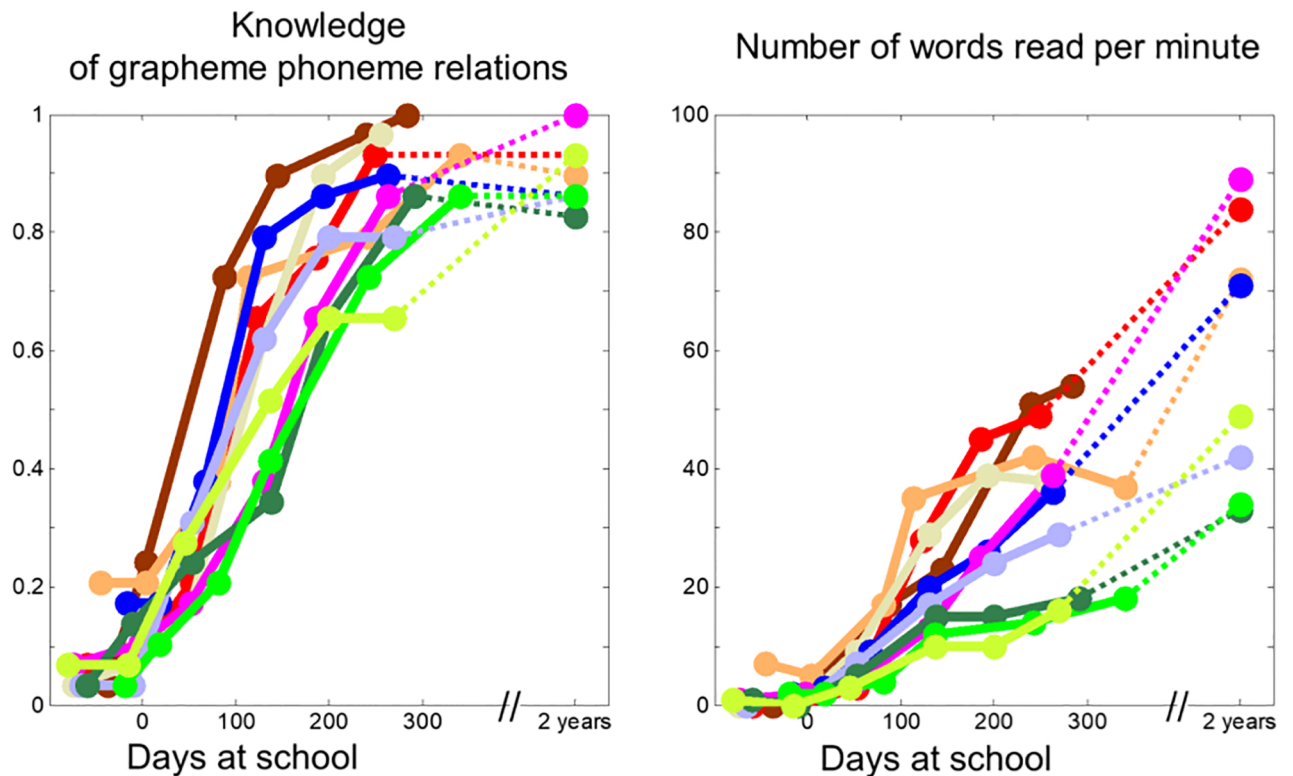 Knowledge
of grapheme phoneme relations
1
0.8
0.6
0.4
0.2
0
0 100 200 300 // 2 years
Days at school
Number of words read per minute
100
80
60
40
20
0
0 100 200 300 // 2 years
Days at school